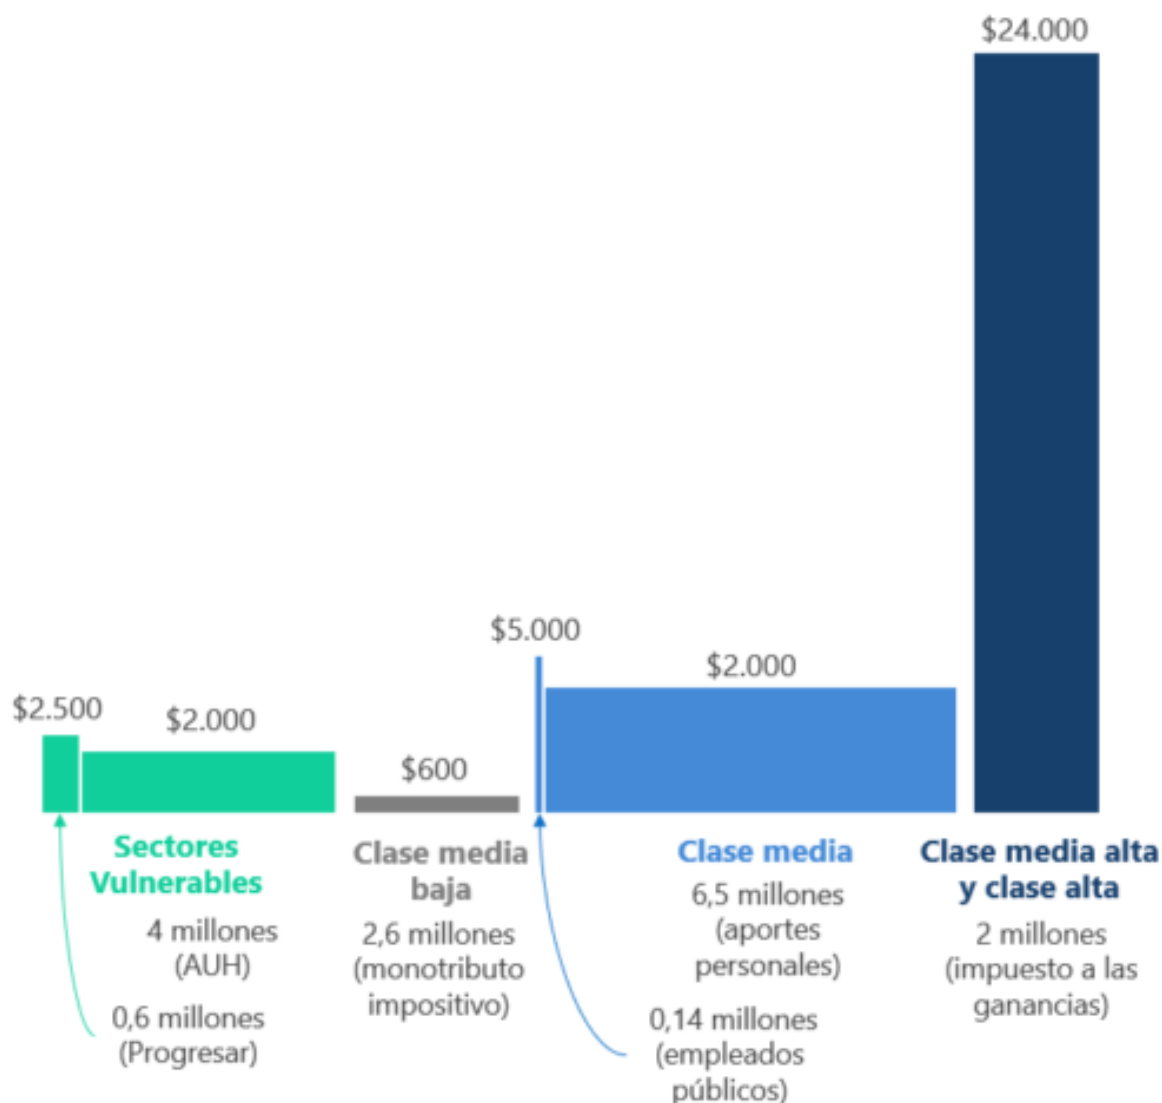 $24.000
$5.000
$2.000
$2.500
$2.000
$600
Sectores
Vulnerables
4 millones
(AUH)
0,6 millones
(Progresar)
Clase media
baja
2,6 millones
(monotributo
impositivo)
Clase media
6,5 millones
(aportes
personales)
0,14 millones
(empleados
públicos)
Clase media alta
y clase alta
2 millones
(impuesto a las
ganancias)